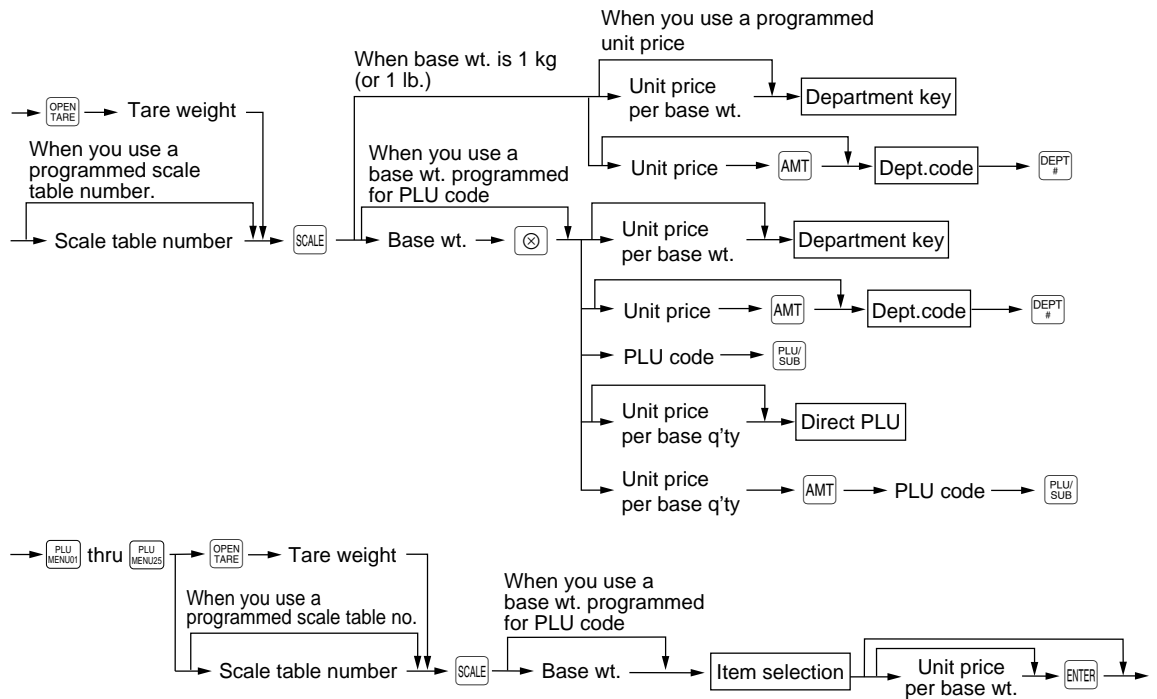 When you use a programmed
unit price
When base wt. is 1 kg
(or 1 lb.)
Unit price
per base wt.
Department key
OPEN
TARE
Tare weight
When you use a
programmed scale
table number.
When you use a
base wt. programmed
for PLU code
Unit price
AMT
Dept.code
DEPT
#
Scale table number
SCALE
Base wt.
⊗
Unit price
per base wt.
Department key
Unit price
AMT
Dept.code
DEPT
#
PLU code
PLU/
SUB
Unit price
per base q'ty
Direct PLU
Unit price
per base q'ty
AMT
PLU code
PLU/
SUB
PLU
MENU01
thru
PLU
MENU25
OPEN
TARE
Tare weight
When you use a
programmed scale table no.
When you use a
base wt. programmed
for PLU code
Scale table number
SCALE
Base wt.
Item selection
Unit price
per base wt.
ENTER